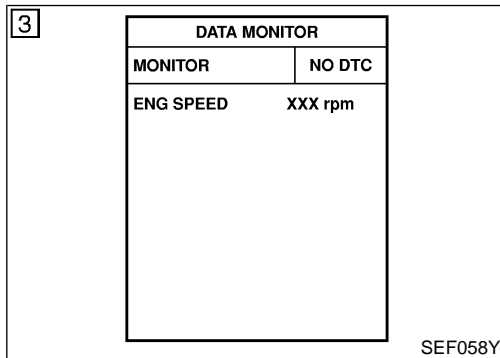 3
DATA MONITOR
MONITOR NO DTC
ENG SPEED XXX rpm
SEF058Y